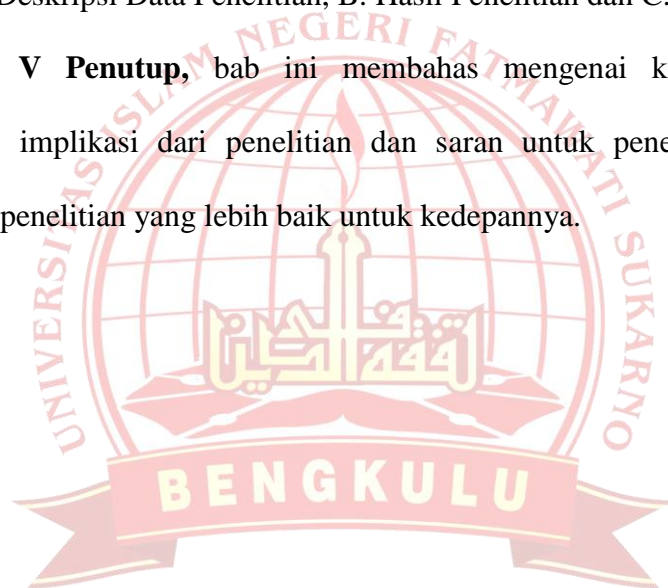 Deskripsi Data Penelitian, B. Hasil Penelitian dan C.
V Penutup, bab ini membahas mengenai k
implikasi dari penelitian dan saran untuk pene
penelitian yang lebih baik untuk kedepannya.
UNIVERSITAS ISLAM NEGERI FATMAWATI SUKARNO
BENGKULU